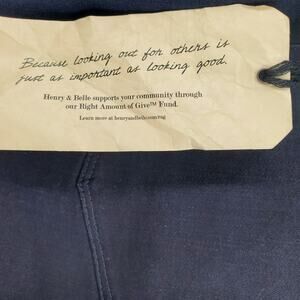 Because looking out for others is
just as important as looking good.
Henry & Belle supports your community through
our Right Amount of Give™ Fund.
Learn more at henryandbelle.com/rag